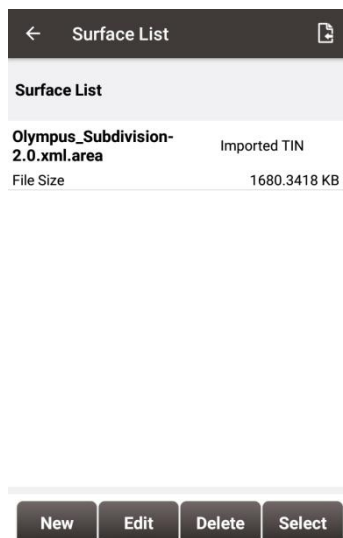 Surface List
Surface List
Olympus_Subdivision-
2.0.xml.area
Imported TIN
File Size 1680.3418 KB
New Edit Delete Select